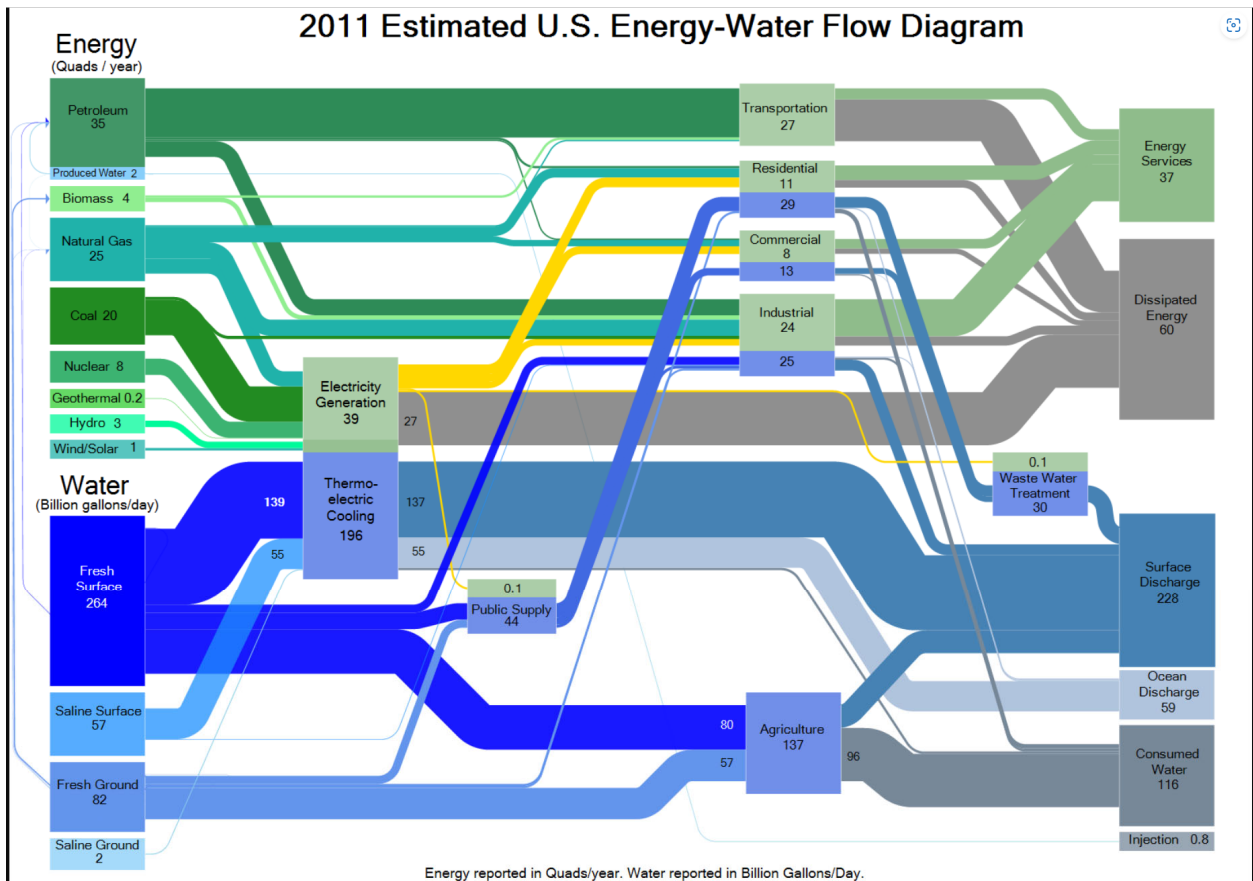 2011 Estimated U.S. Energy-Water Flow Diagram
Energy
(Quads / year)
Petroleum
35
Produced Water 2
Biomass 4
Natural Gas
25
Coal 20
Nuclear 8
Geothermal 0.2
Hydro 3
Wind/Solar 1
Water
(Billion gallons/day)
Fresh
Surface
264
Saline Surface
57
Fresh Ground
82
Saline Ground
2
139
55
Electricity
Generation
39
Thermo-
electric
Cooling
196
27
137
55
0.1
Public Supply
44
Transportation
27
Residential
11
29
Commercial
8
13
Industrial
24
25
80
57
Agriculture
137
96
0.1
Waste Water
Treatment
30
Energy
Services
37
Dissipated
Energy
60
Surface
Discharge
228
Ocean
Discharge
59
Consumed
Water
116
Injection 0.8
Energy reported in Quads/year. Water reported in Billion Gallons/Day.